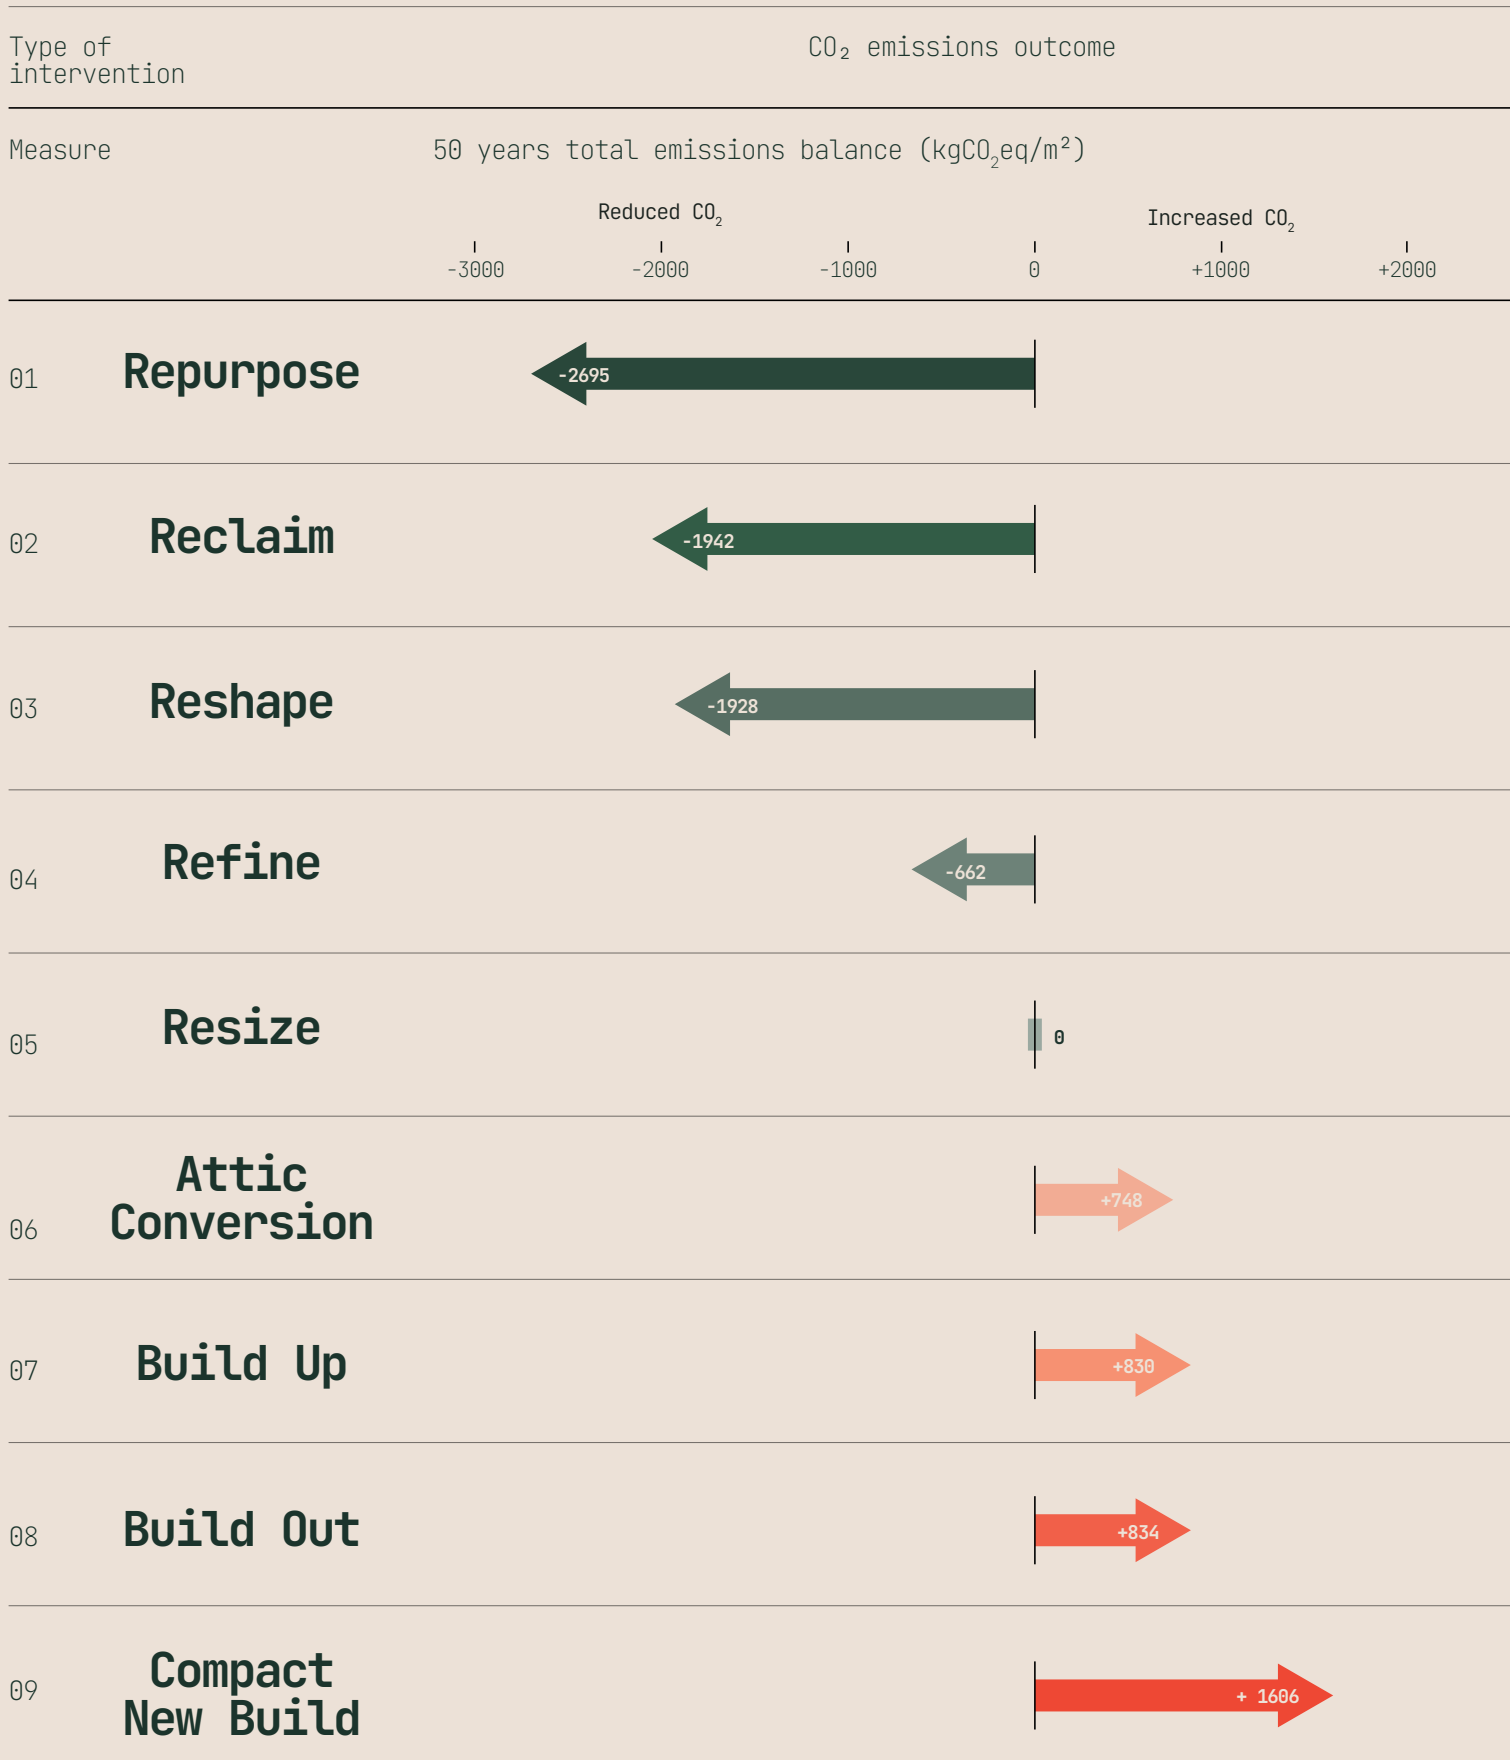 Type of
intervention
CO₂ emissions outcome
Measure
50 years total emissions balance (kgCO₂eq/m²)
Reduced CO₂
Increased CO₂
-3000 -2000 -1000 0 +1000 +2000
01 Repurpose -2695
02 Reclaim -1942
03 Reshape -1928
04 Refine -662
05 Resize 0
Attic
06 Conversion +748
07 Build Up +830
08 Build Out +834
Compact
09 New Build + 1606